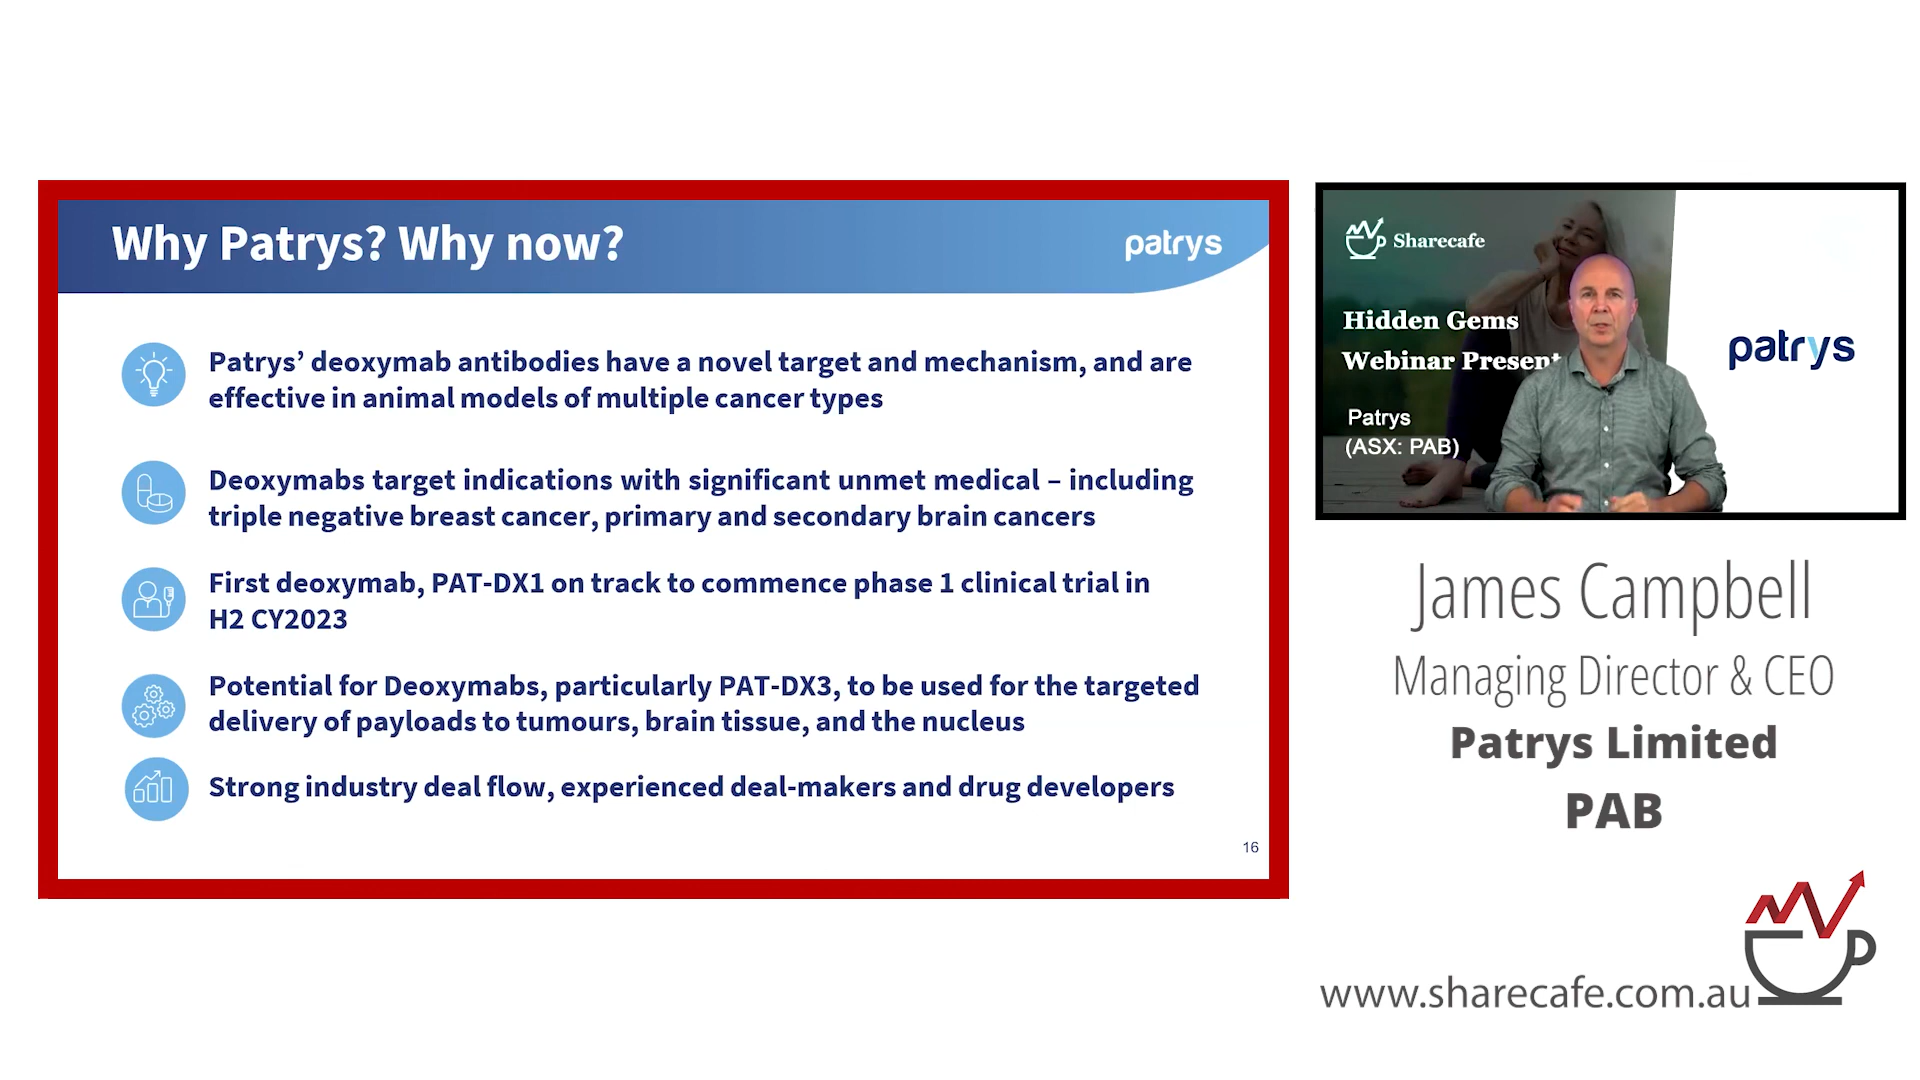 Why Patrys? Why now?
patrys
Patrys’ deoxymab antibodies have a novel target and mechanism, and are
effective in animal models of multiple cancer types
Deoxymabs target indications with significant unmet medical – including
triple negative breast cancer, primary and secondary brain cancers
First deoxymab, PAT-DX1 on track to commence phase 1 clinical trial in
H2 CY2023
Potential for Deoxymabs, particularly PAT-DX3, to be used for the targeted
delivery of payloads to tumours, brain tissue, and the nucleus
Strong industry deal flow, experienced deal-makers and drug developers
16
Sharecafe
Hidden Gems
Webinar Present
Patrys
(ASX: PAB)
patrys
James Campbell
Managing Director & CEO
Patrys Limited
PAB
www.sharecafe.com.au